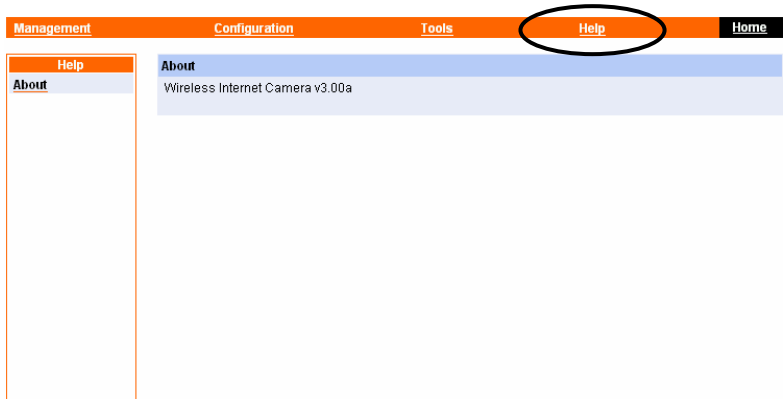 Management Configuration Tools Help Home
Help
About
About
Wireless Internet Camera v3.00a